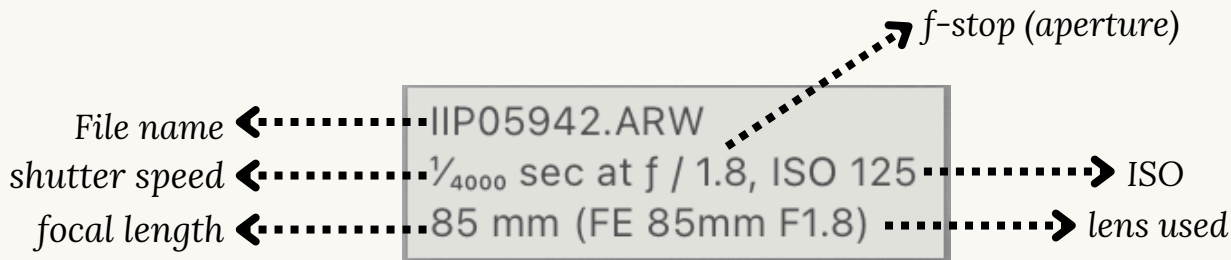 f-stop (aperture)
File name
IIP05942.ARW
shutter speed
1/4000 sec at ƒ / 1.8, ISO 125
ISO
focal length
85 mm (FE 85mm F1.8)
lens used